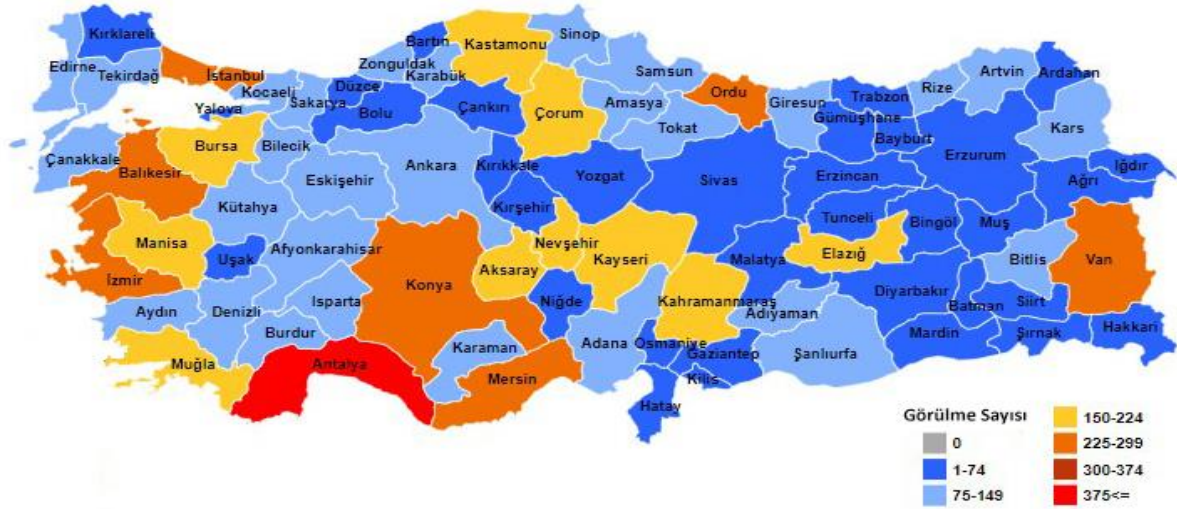 Kırklareli
Edirne
Tekirdağ
İstanbul
Kocaeli
Yalova
Sakarya
Düzce
Bolu
Zonguldak
Bartın
Karabük
Kastamonu
Sinop
Çankırı
Çorum
Samsun
Amasya
Tokat
Ordu
Giresun
Trabzon
Gümüşhane
Bayburt
Rize
Artvin
Ardahan
Kars
Çanakkale
Balıkesir
Bursa
Bilecik
Eskişehir
Ankara
Kırıkkale
Kırşehir
Yozgat
Sivas
Erzincan
Erzurum
Iğdır
Ağrı
Kütahya
Manisa
Uşak
Afyonkarahisar
İzmir
Aydın
Denizli
Isparta
Burdur
Muğla
Antalya
Konya
Aksaray
Nevşehir
Kayseri
Niğde
Karaman
Mersin
Adana
Kahramanmaraş
Malatya
Elazığ
Tunceli
Bingöl
Muş
Bitlis
Van
Adıyaman
Diyarbakır
Batman
Siirt
Mardin
Şırnak
Hakkari
Şanlıurfa
Osmaniye
Gaziantep
Kilis
Hatay
Görülme Sayısı
0
1-74
75-149
150-224
225-299
300-374
375<=